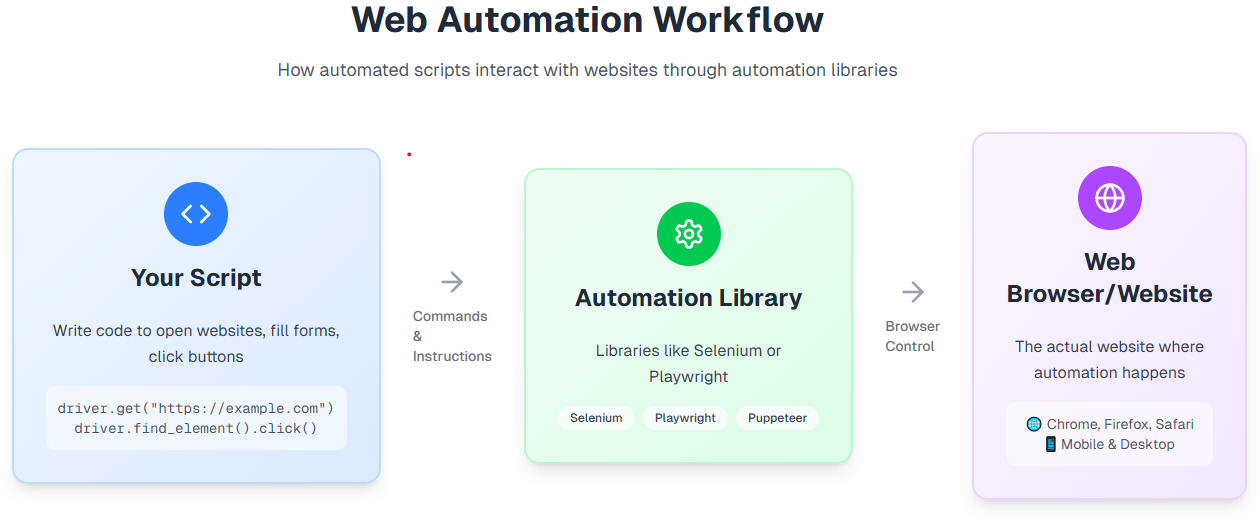 Web Automation Workflow
How automated scripts interact with websites through automation libraries
Your Script
Write code to open websites, fill forms,
click buttons
driver.get("https://example.com")
driver.find_element().click()
Commands
&
Instructions
Automation Library
Libraries like Selenium or
Playwright
Selenium Playwright Puppeteer
Browser
Control
Web
Browser/Website
The actual website where
automation happens
🌐 Chrome, Firefox, Safari
📱 Mobile & Desktop